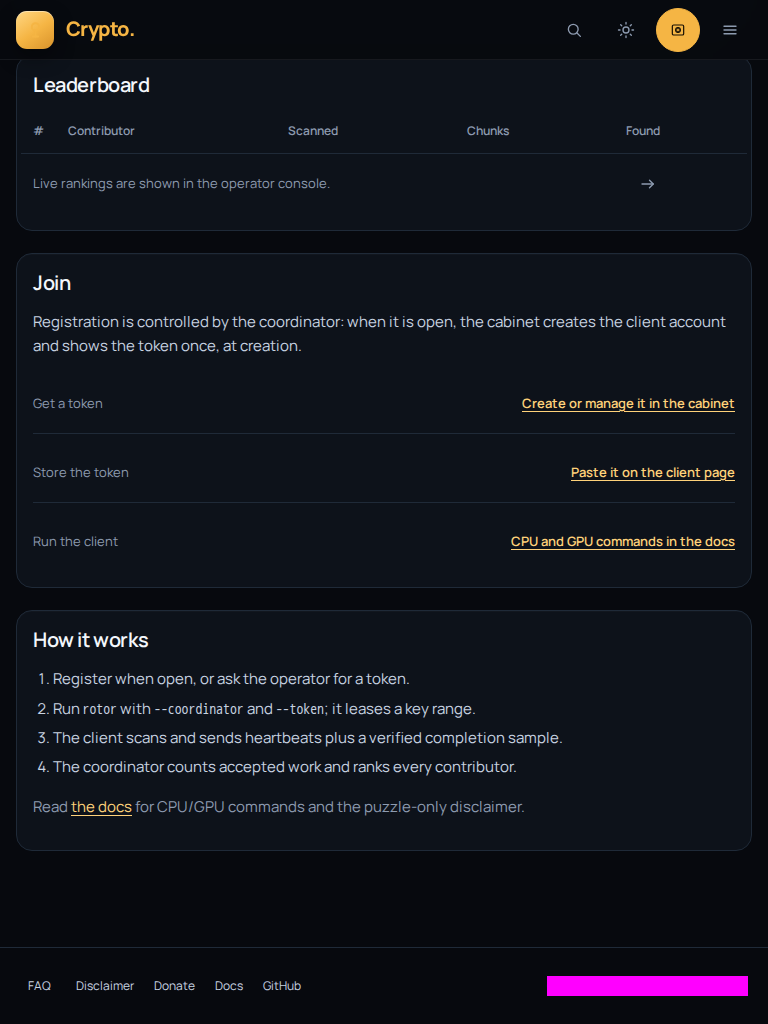 Crypto.
Leaderboard
# Contributor Scanned Chunks Found
Live rankings are shown in the operator console. →
Join
Registration is controlled by the coordinator: when it is open, the cabinet creates the client account
and shows the token once, at creation.
Get a token Create or manage it in the cabinet
Store the token Paste it on the client page
Run the client CPU and GPU commands in the docs
How it works
1. Register when open, or ask the operator for a token.
2. Run rotor with --coordinator and --token; it leases a key range.
3. The client scans and sends heartbeats plus a verified completion sample.
4. The coordinator counts accepted work and ranks every contributor.
Read the docs for CPU/GPU commands and the puzzle-only disclaimer.
FAQ Disclaimer Donate Docs GitHub